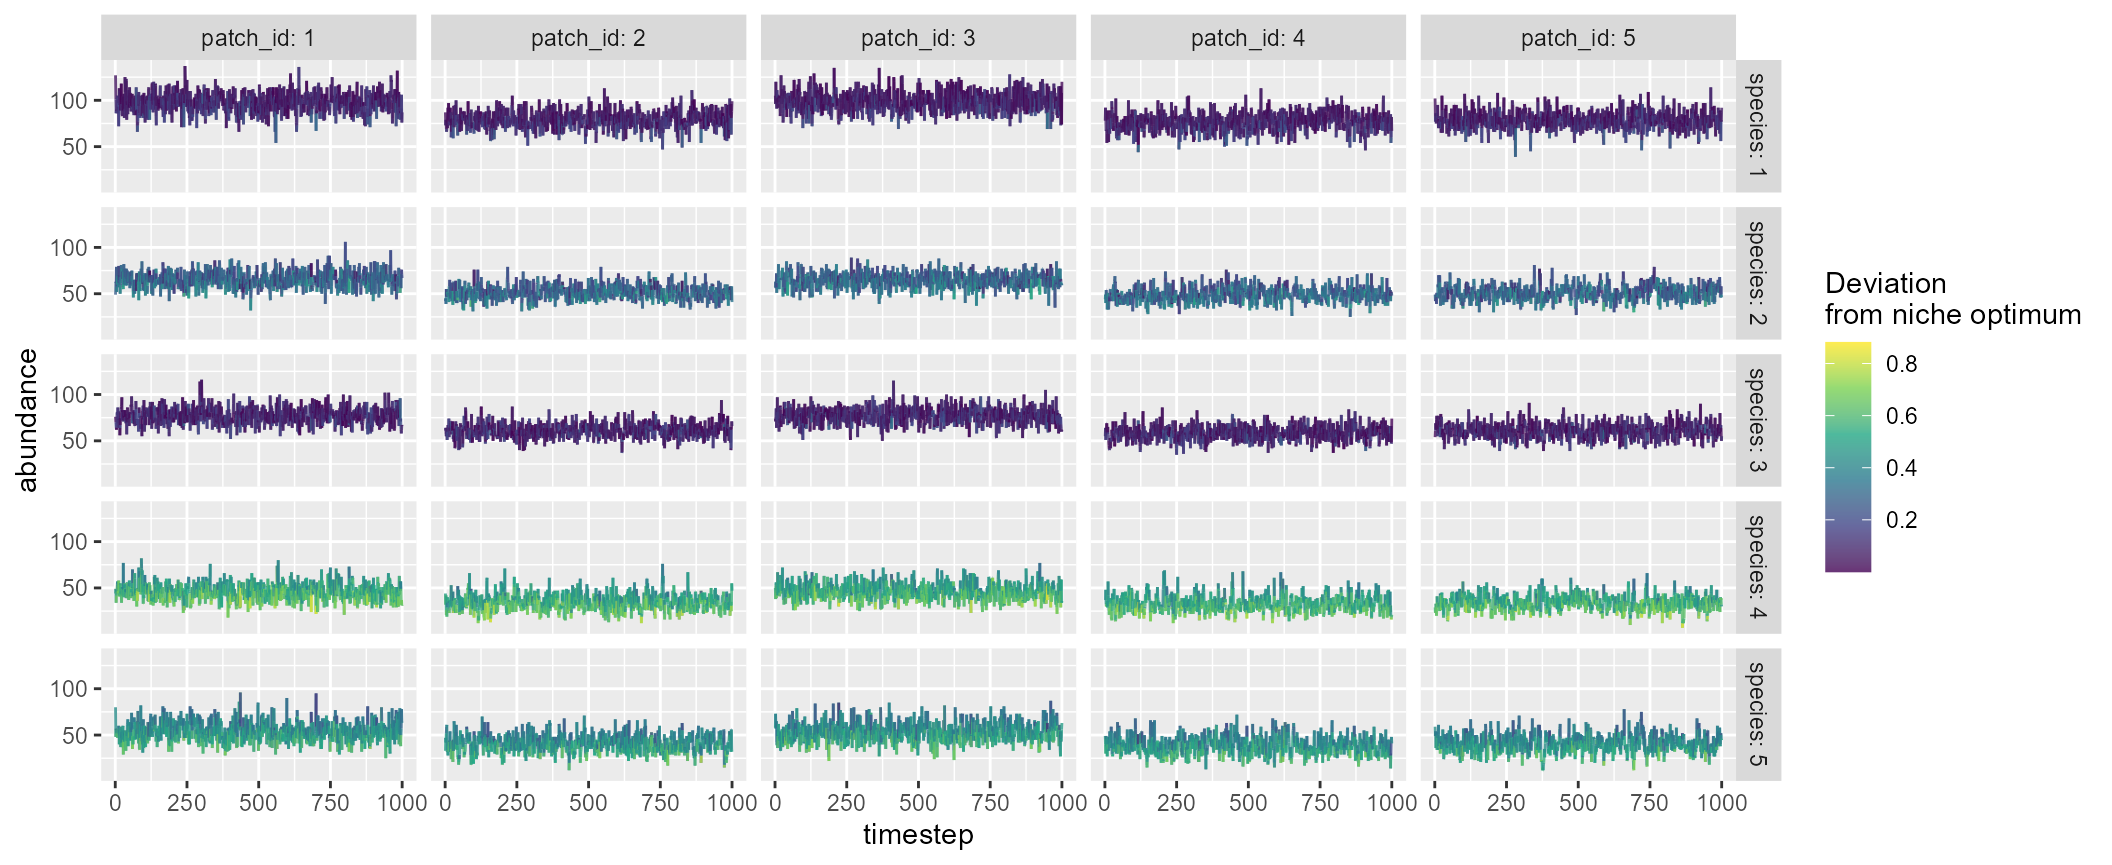 patch_id: 1
patch_id: 2
patch_id: 3
patch_id: 4
patch_id: 5
100
50
species: 1
100
50
species: 2
100
50
species: 3
100
50
species: 4
100
50
species: 5
0 250 500 750 1000
0 250 500 750 1000
0 250 500 750 1000
0 250 500 750 1000
0 250 500 750 1000
timestep
abundance
Deviation
from niche optimum
0.8
0.6
0.4
0.2